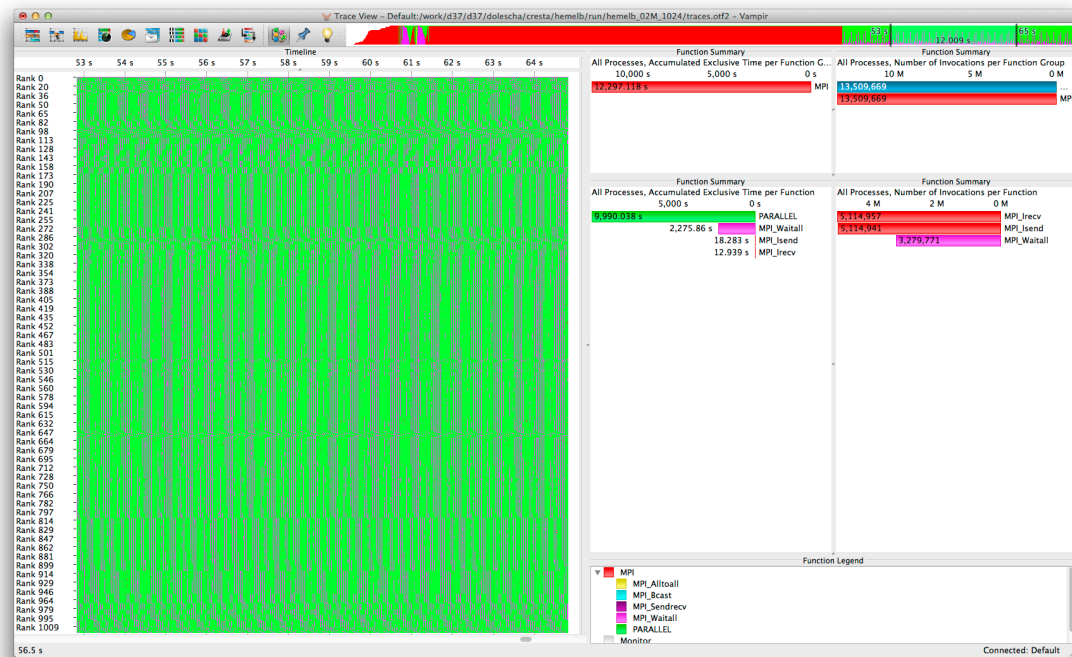 Trace View – Default:/work/d37/d37/dolescha/cresta/hemelb/run/hemelb_02M_1024/traces.otf2 – Vampir
53 s
12.009 s
65 s
Timeline
53 s 54 s 55 s 56 s 57 s 58 s 59 s 60 s 61 s 62 s 63 s 64 s
Rank 0
Rank 20
Rank 36
Rank 50
Rank 65
Rank 82
Rank 98
Rank 113
Rank 128
Rank 143
Rank 158
Rank 173
Rank 190
Rank 207
Rank 225
Rank 241
Rank 255
Rank 272
Rank 286
Rank 302
Rank 320
Rank 338
Rank 354
Rank 373
Rank 388
Rank 405
Rank 419
Rank 435
Rank 452
Rank 467
Rank 483
Rank 501
Rank 515
Rank 530
Rank 546
Rank 560
Rank 578
Rank 594
Rank 615
Rank 632
Rank 647
Rank 664
Rank 679
Rank 695
Rank 712
Rank 728
Rank 750
Rank 766
Rank 782
Rank 797
Rank 814
Rank 829
Rank 847
Rank 862
Rank 881
Rank 899
Rank 914
Rank 929
Rank 946
Rank 964
Rank 979
Rank 995
Rank 1009
Function Summary
All Processes, Accumulated Exclusive Time per Function G...
10,000 s 5,000 s 0 s
12,297.118 s MPI
Function Summary
All Processes, Number of Invocations per Function Group
10 M 5 M 0 M
13,509,669 ...
13,509,669 MP
Function Summary
All Processes, Accumulated Exclusive Time per Function
5,000 s 0 s
9,990.038 s PARALLEL
2,275.86 s MPI_Waitall
18.283 s MPI_Isend
12.939 s MPI_Irecv
Function Summary
All Processes, Number of Invocations per Function
4 M 2 M 0 M
5,114,957 MPI_Irecv
5,114,941 MPI_Isend
3,279,771 MPI_Waitall
Function Legend
MPI
MPI_Alltoall
MPI_Bcast
MPI_Sendrecv
MPI_Waitall
PARALLEL
Monitor
56.5 s
Connected: Default